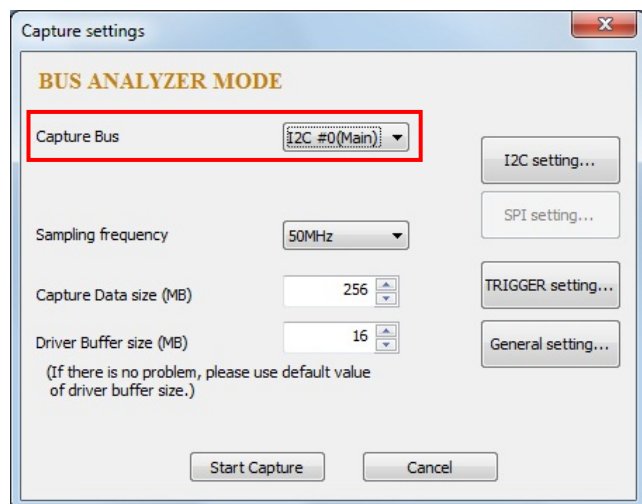 Capture settings
BUS ANALYZER MODE
Capture Bus
I2C #0(Main)
I2C setting...
SPI setting...
Sampling frequency
50MHz
Capture Data size (MB)
256
TRIGGER setting...
Driver Buffer size (MB)
16
General setting...
(If there is no problem, please use default value
of driver buffer size.)
Start Capture
Cancel